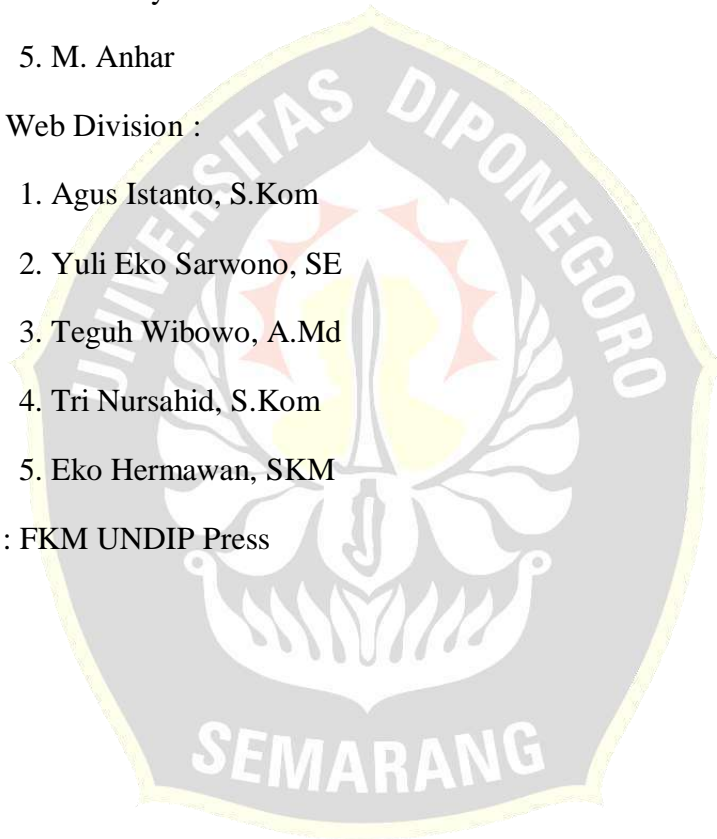 5. M. Anhar
Web Division :
1. Agus Istanto, S.Kom
2. Yuli Eko Sarwono, SE
3. Teguh Wibowo, A.Md
4. Tri Nursahid, S.Kom
5. Eko Hermawan, SKM
: FKM UNDIP Press
UNIVERSITAS DIPONEGORO
SEMARANG